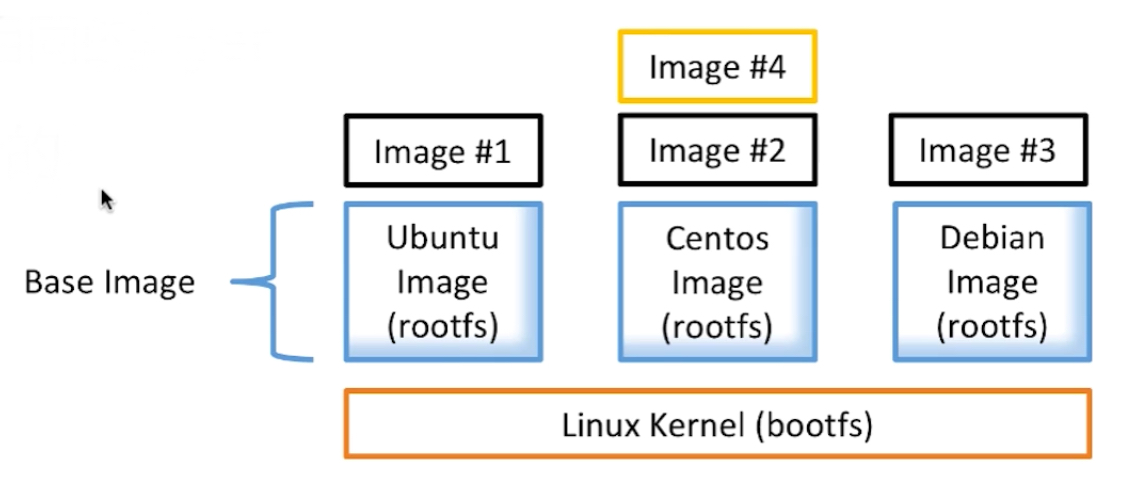 Image #4
Image #1
Image #2
Image #3
Base Image
Ubuntu
Image
(rootfs)
Centos
Image
(rootfs)
Debian
Image
(rootfs)
Linux Kernel (bootfs)